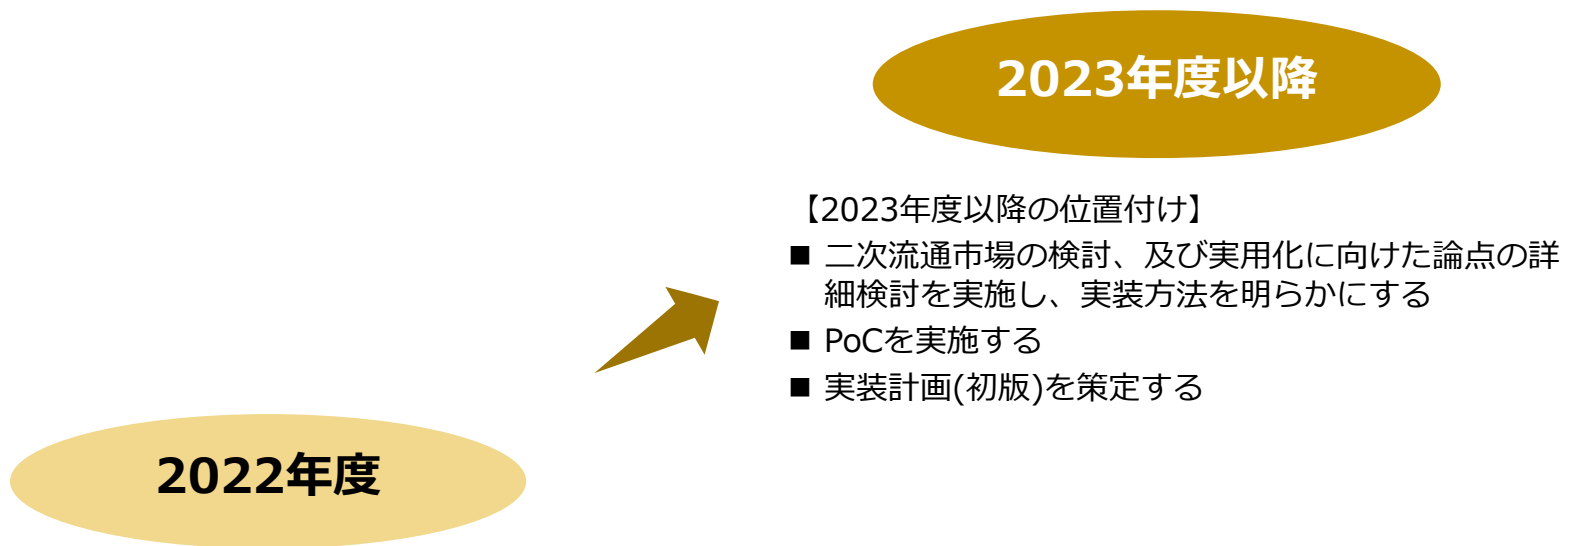 2023年度以降
【2023年度以降の位置付け】
■ 二次流通市場の検討、及び実用化に向けた論点の詳
細検討を実施し、実装方法を明らかにする
■ PoCを実施する
■ 実装計画(初版)を策定する
2022年度